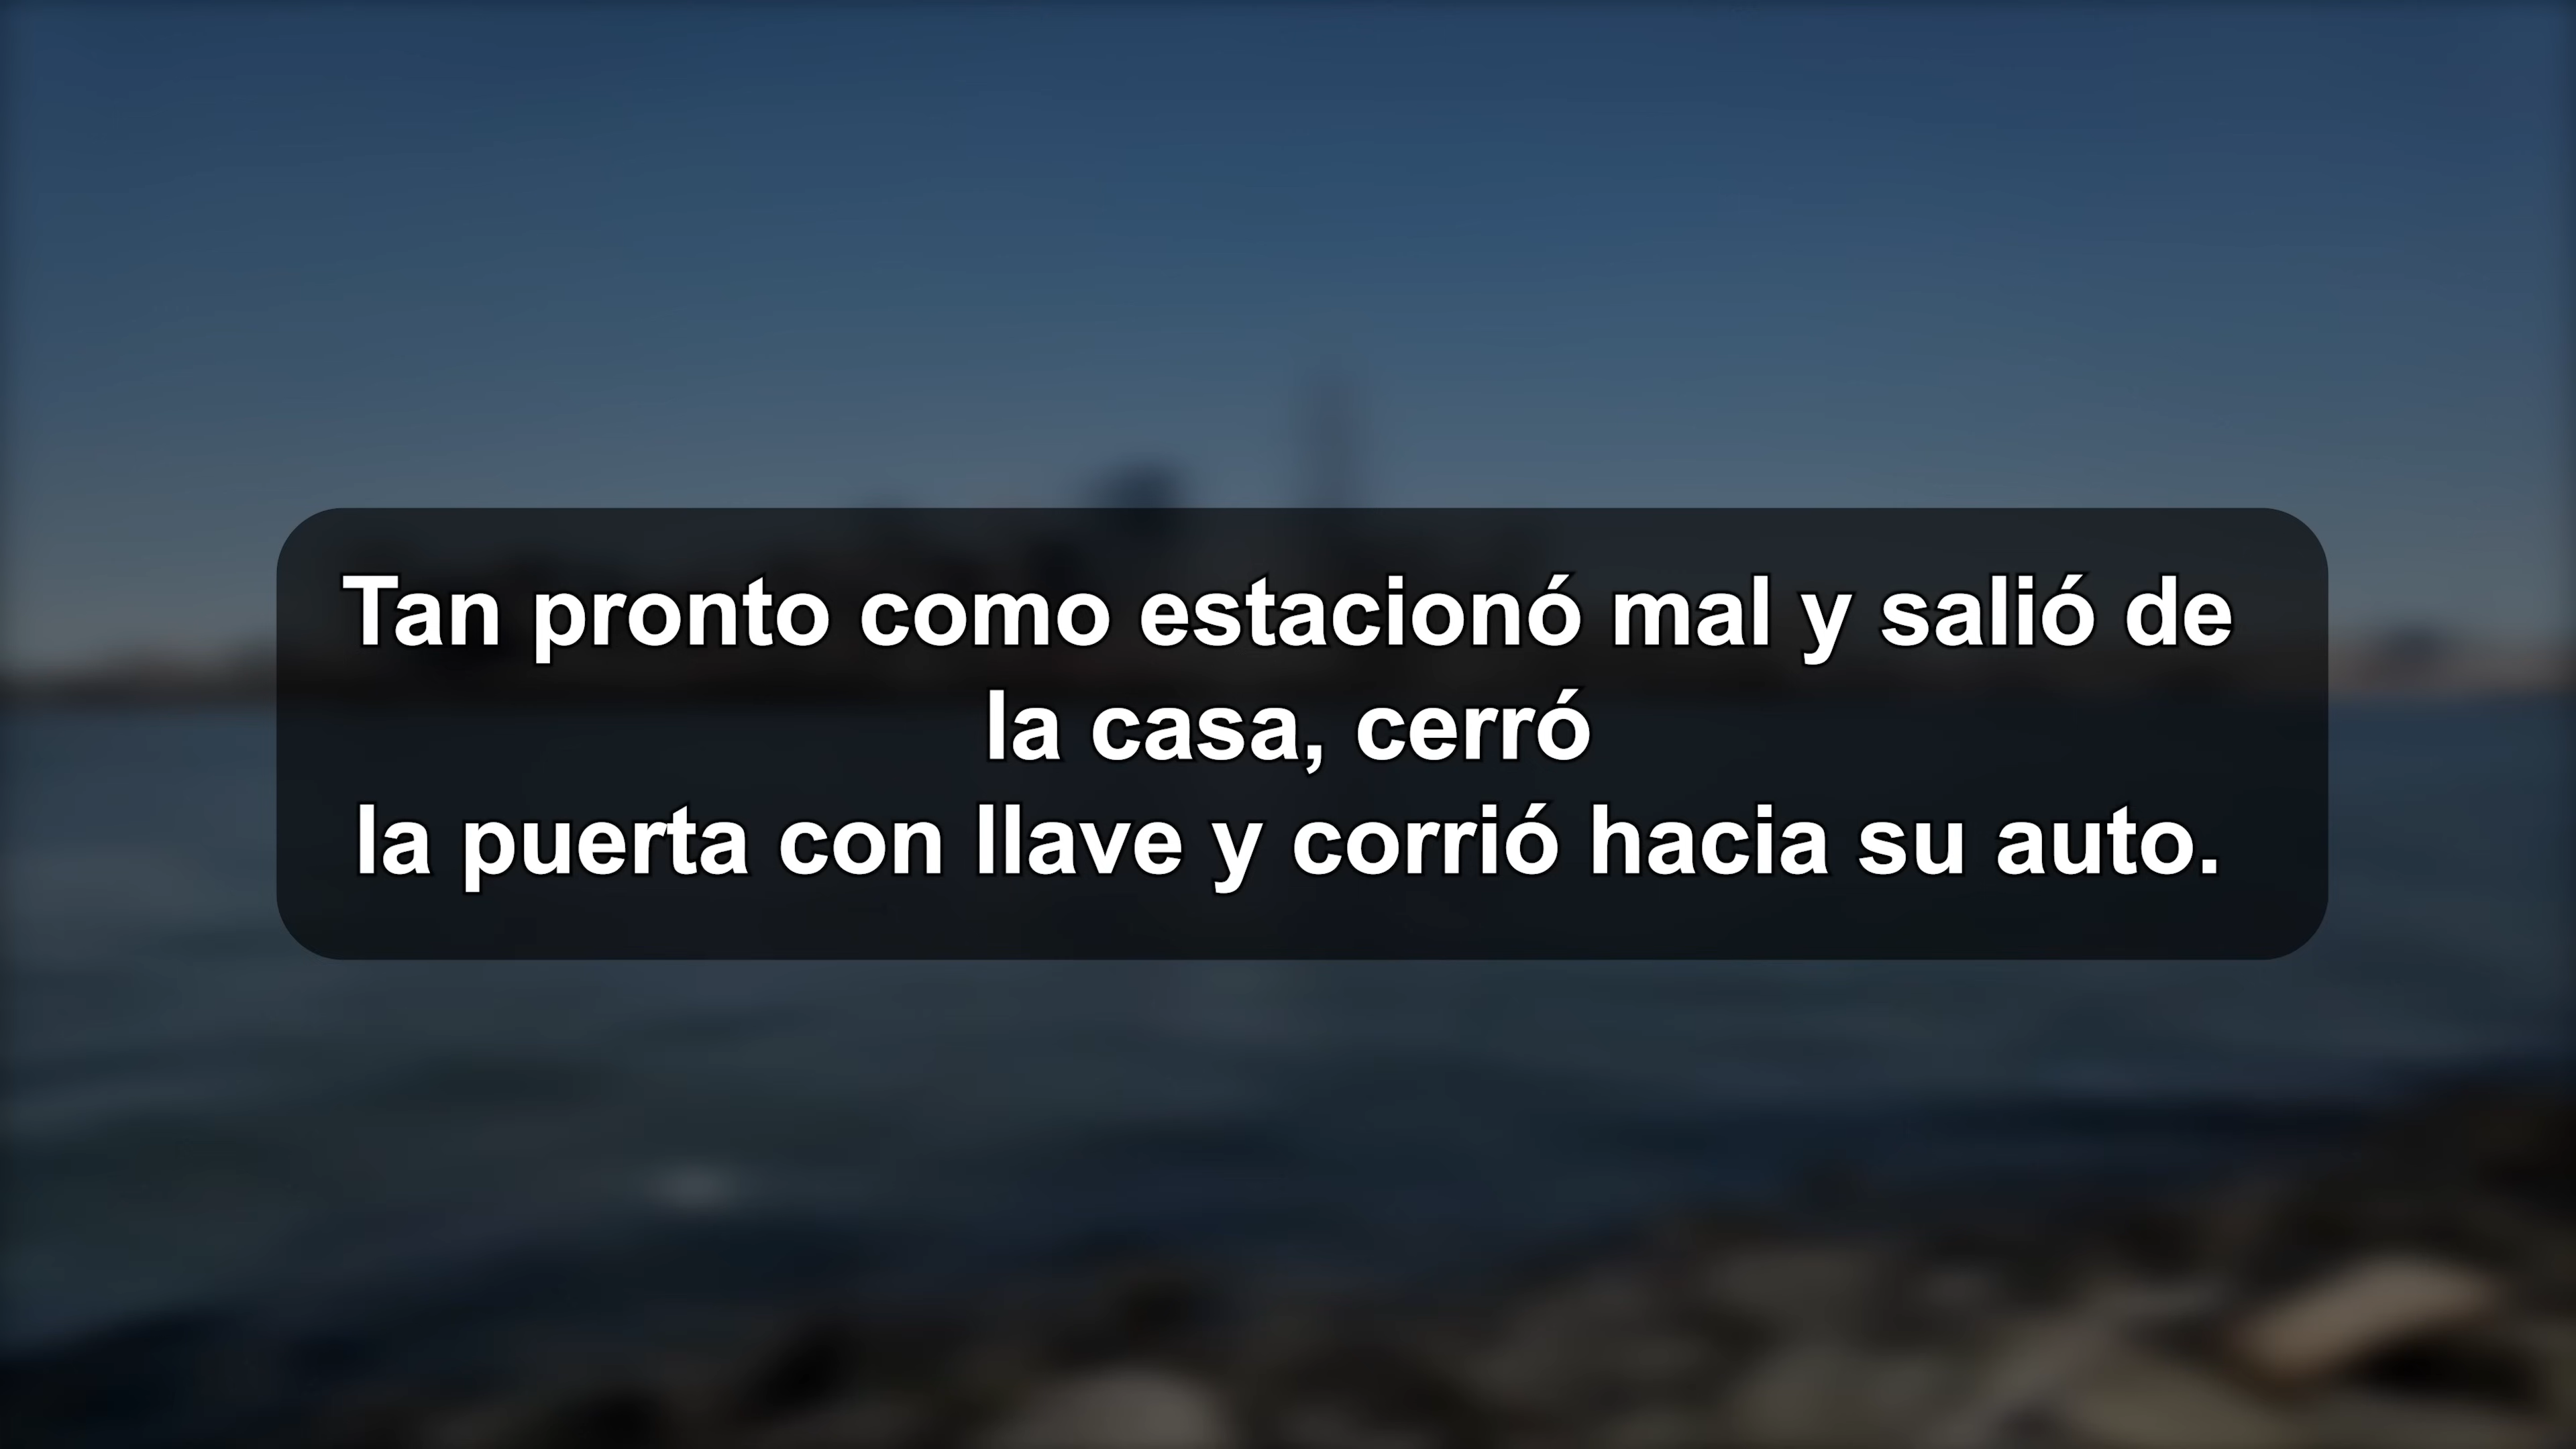 Tan pronto como estacionó mal y salió de
la casa, cerró
la puerta con llave y corrió hacia su auto.